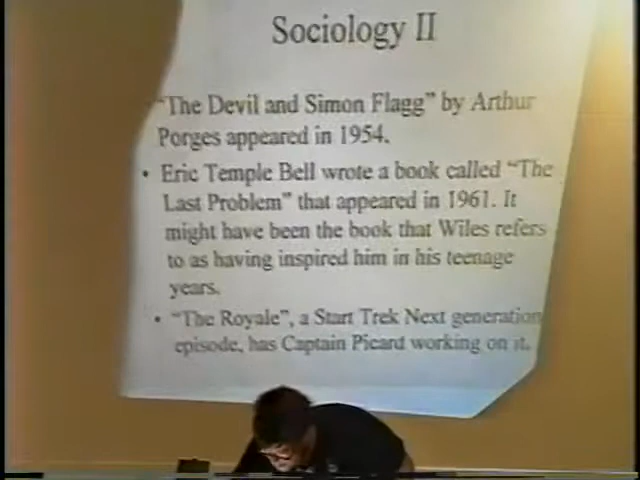 Sociology II
“The Devil and Simon Flagg” by Arthur
Porges appeared in 1954.
• Eric Temple Bell wrote a book called “The
Last Problem” that appeared in 1961. It
might have been the book that Wiles refers
to as having inspired him in his teenage
years.
• “The Royale”, a Start Trek Next generation
episode, has Captain Picard working on it.